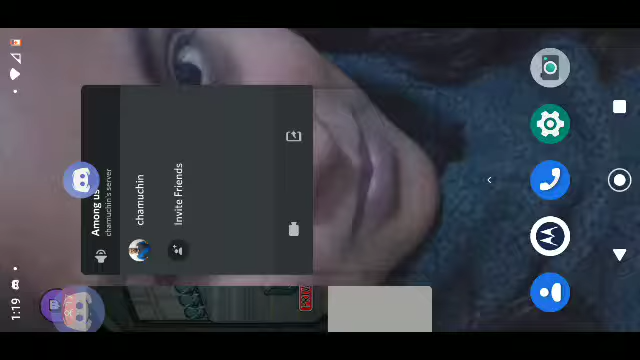 1:19
Among us
chamuchin's server
chamuchin
Invite Friends